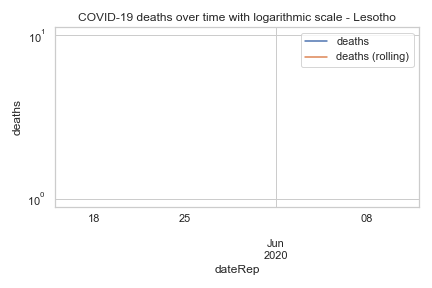 COVID-19 deaths over time with logarithmic scale - Lesotho
deaths
deaths (rolling)
deaths
10¹
10⁰
18 25 08
Jun
2020
dateRep